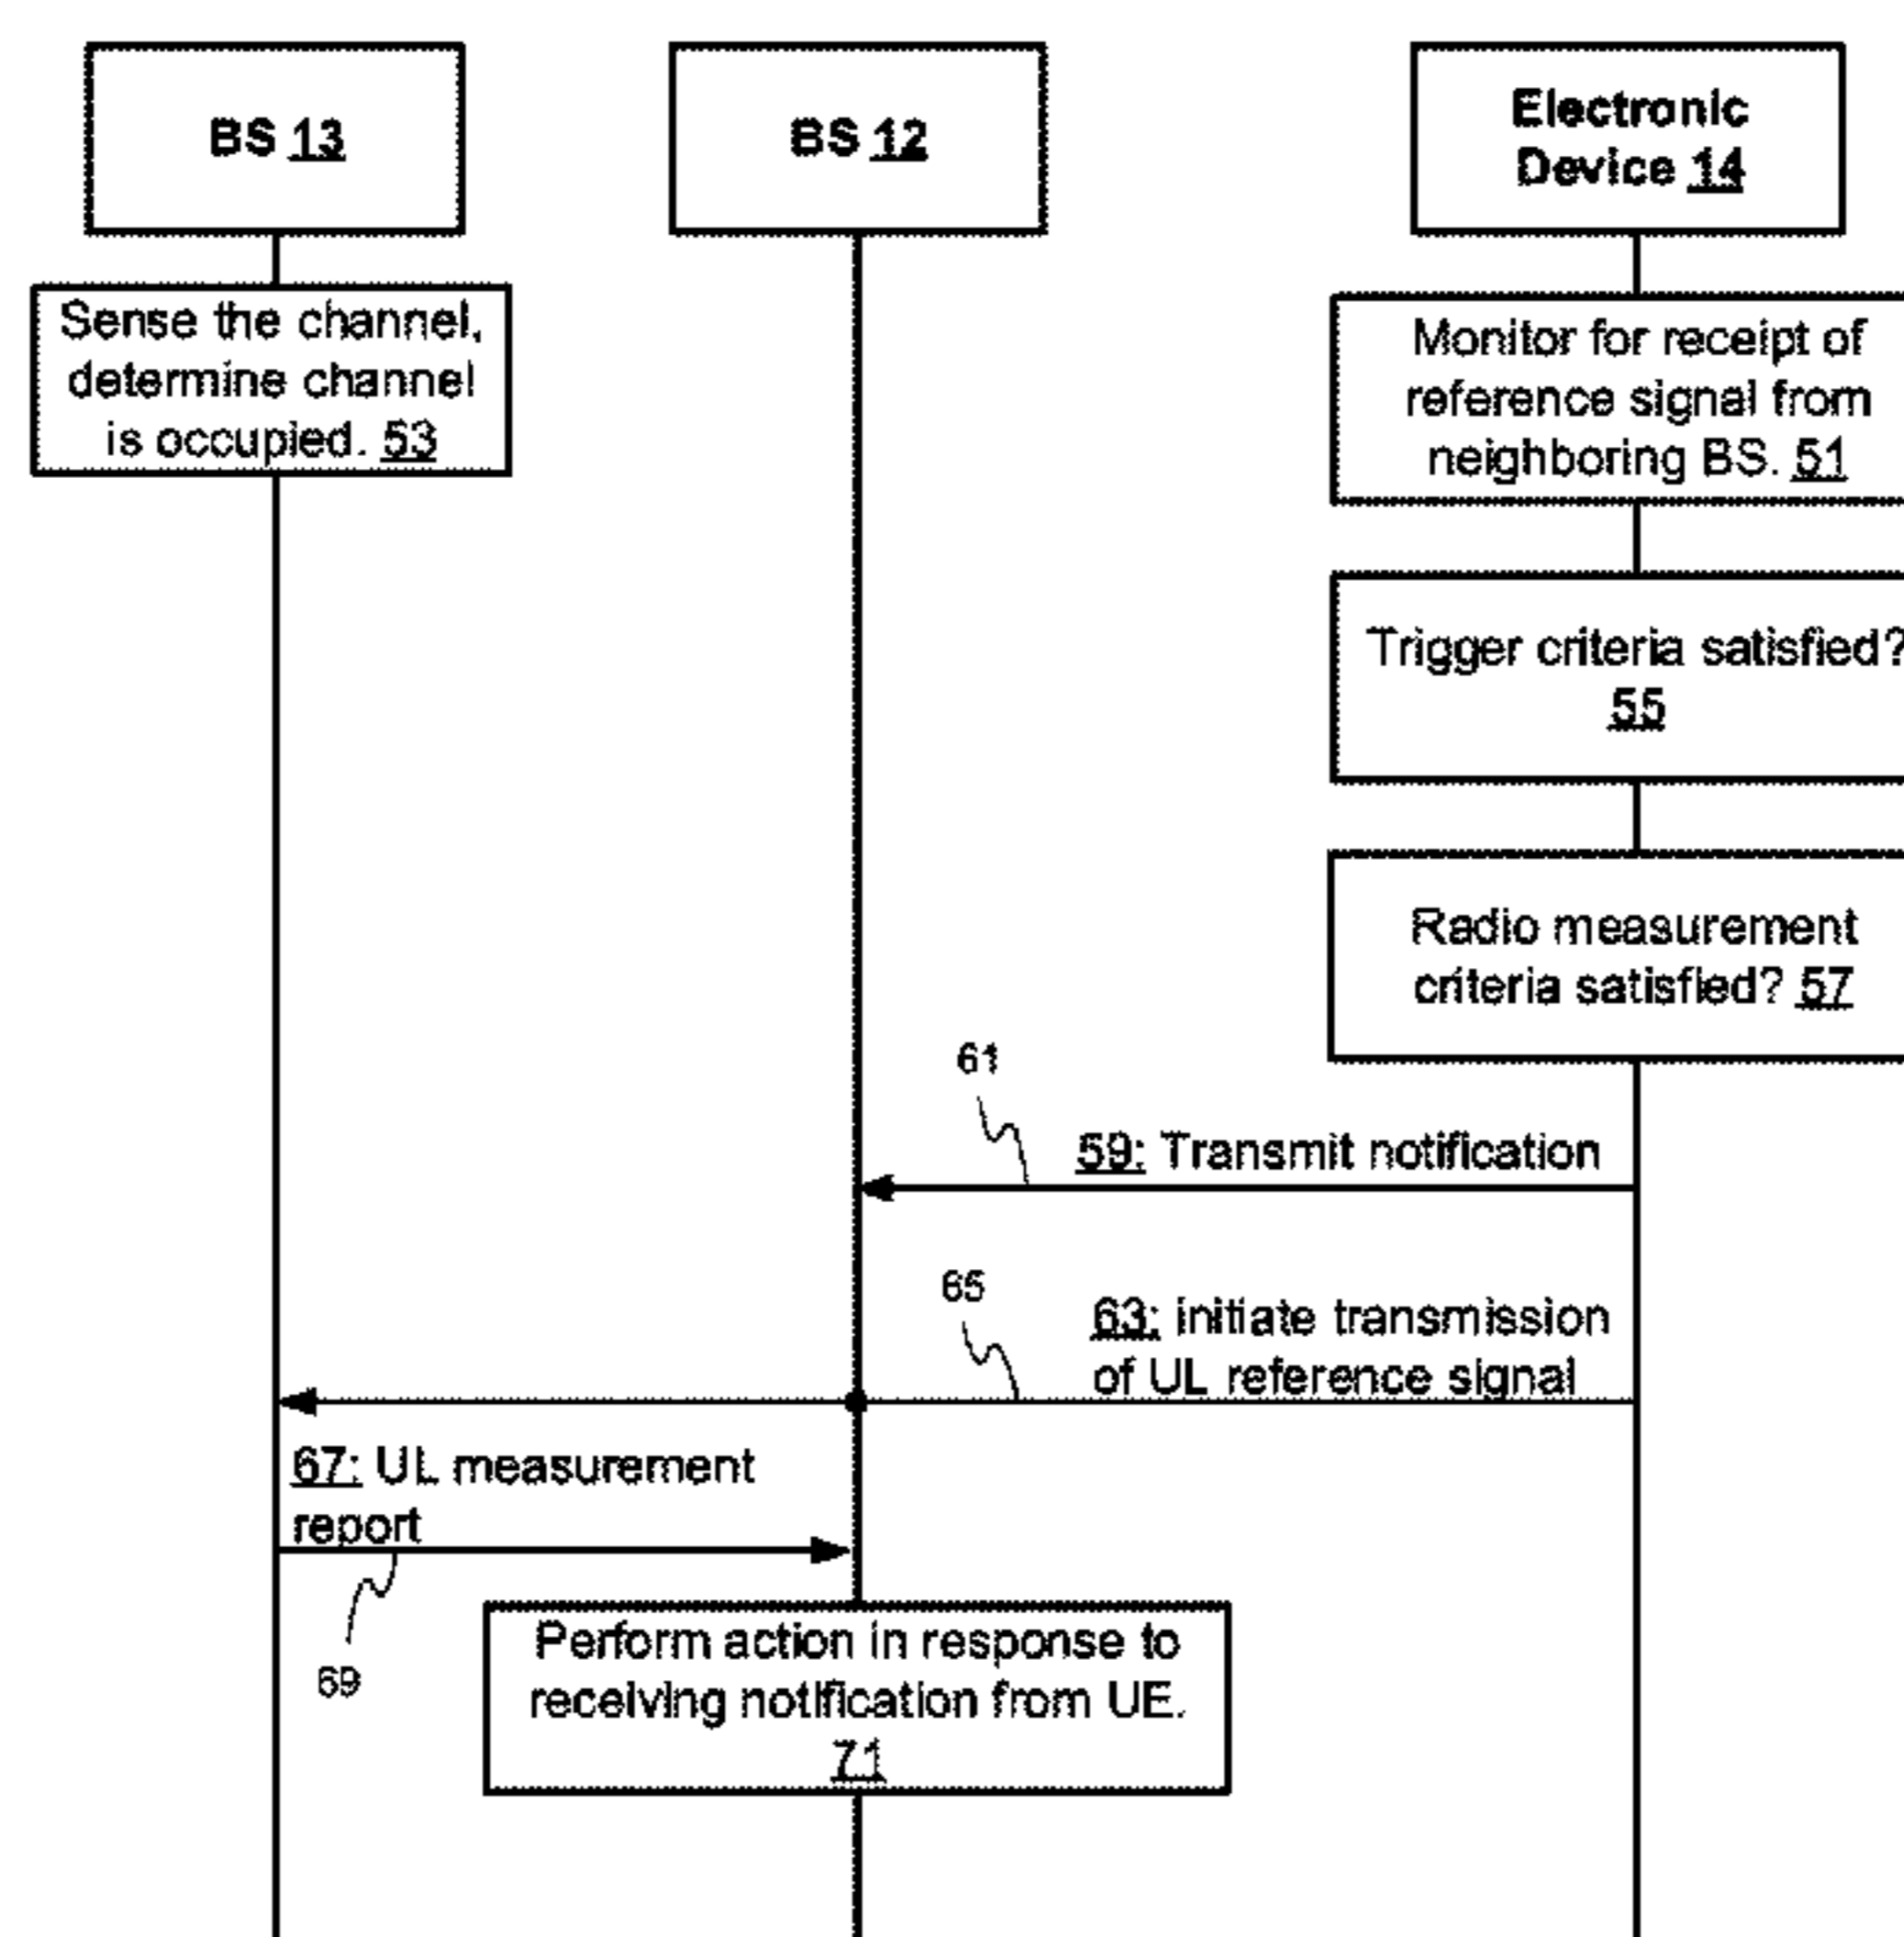 BS 13
BS 12
Electronic
Device 14
Sense the channel,
determine channel
is occupied. 53
Monitor for receipt of
reference signal from
neighboring BS. 51
Trigger criteria satisfied?
55
Radio measurement
criteria satisfied? 57
61
59: Transmit notification
65
63: initiate transmission
of UL reference signal
67: UL measurement
report
69
Perform action in response to
receiving notification from UE.
71